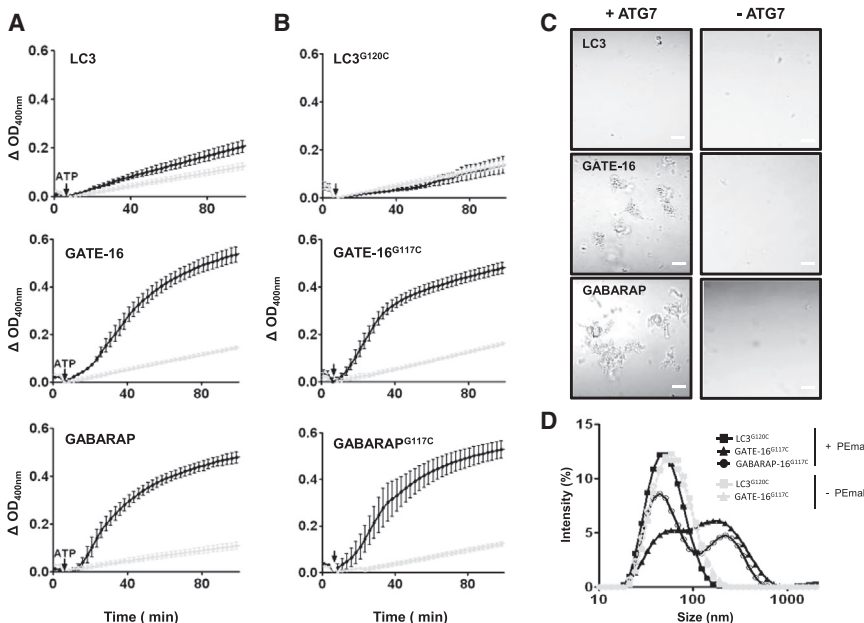 A
LC3
0.6
0.4
0.2
0.0
0
40
80
ATP
Δ OD400nm
GATE-16
0.6
0.4
0.2
0.0
0
40
80
ATP
Δ OD400nm
GABARAP
0.6
0.4
0.2
0.0
0
40
80
ATP
Δ OD400nm
Time ( min)
B
LC3G120C
0.6
0.4
0.2
0.0
0
40
80
GATE-16G117C
0.6
0.4
0.2
0.0
0
40
80
GABARAPG117C
0.6
0.4
0.2
0.0
0
40
80
Time ( min)
C
+ ATG7
- ATG7
LC3
GATE-16
GABARAP
D
15
10
5
0
Intensity (%)
10
100
1000
Size (nm)
LC3G120C
GATE-16G117C
GABARAP-16G117C
+ PEmal
LC3G120C
GATE-16G117C
- PEmal